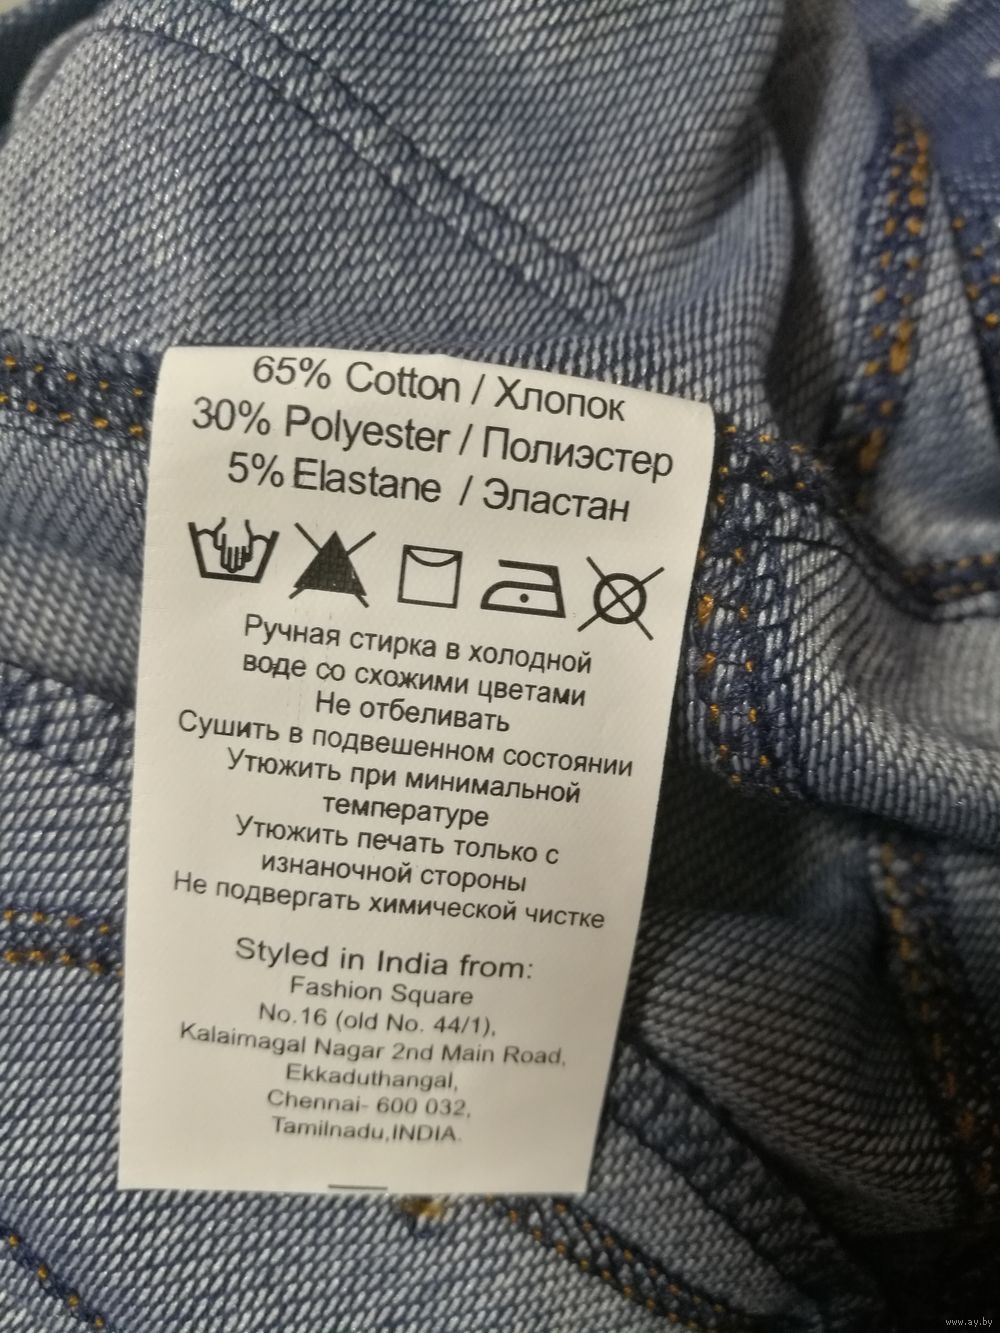 65% Cotton / Хлопок
30% Polyester / Полиэстер
5% Elastane / Эластан
Ручная стирка в холодной
воде со схожими цветами
Не отбеливать
Сушить в подвешенном состоянии
Утюжить при минимальной
температуре
Утюжить печать только с
изнаночной стороны
Не подвергать химической чистке
Styled in India from:
Fashion Square
No.16 (old No. 44/1),
Kalaimagal Nagar 2nd Main Road,
Ekkaduthangal,
Chennai- 600 032,
Tamilnadu,INDIA.
www.ay.by